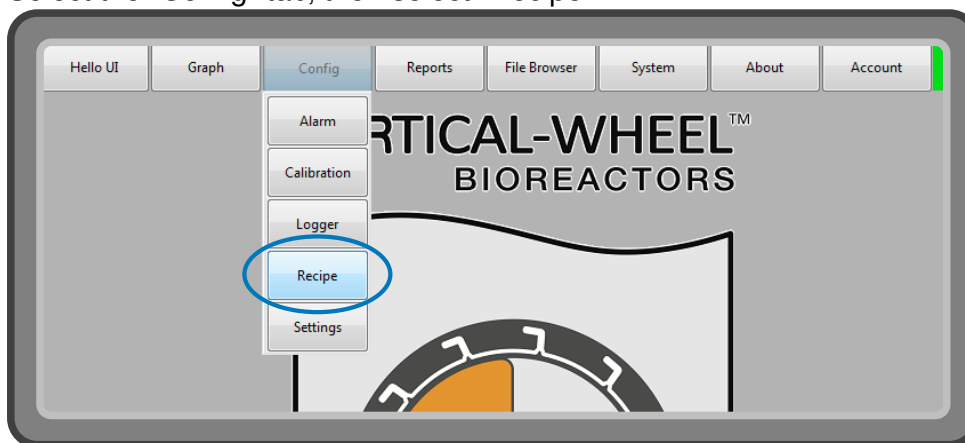 Hello UI Graph Config Reports File Browser System About Account
Alarm
Calibration
Logger
Recipe
Settings
RTICAL-WHEEL™
BIOREACTORS